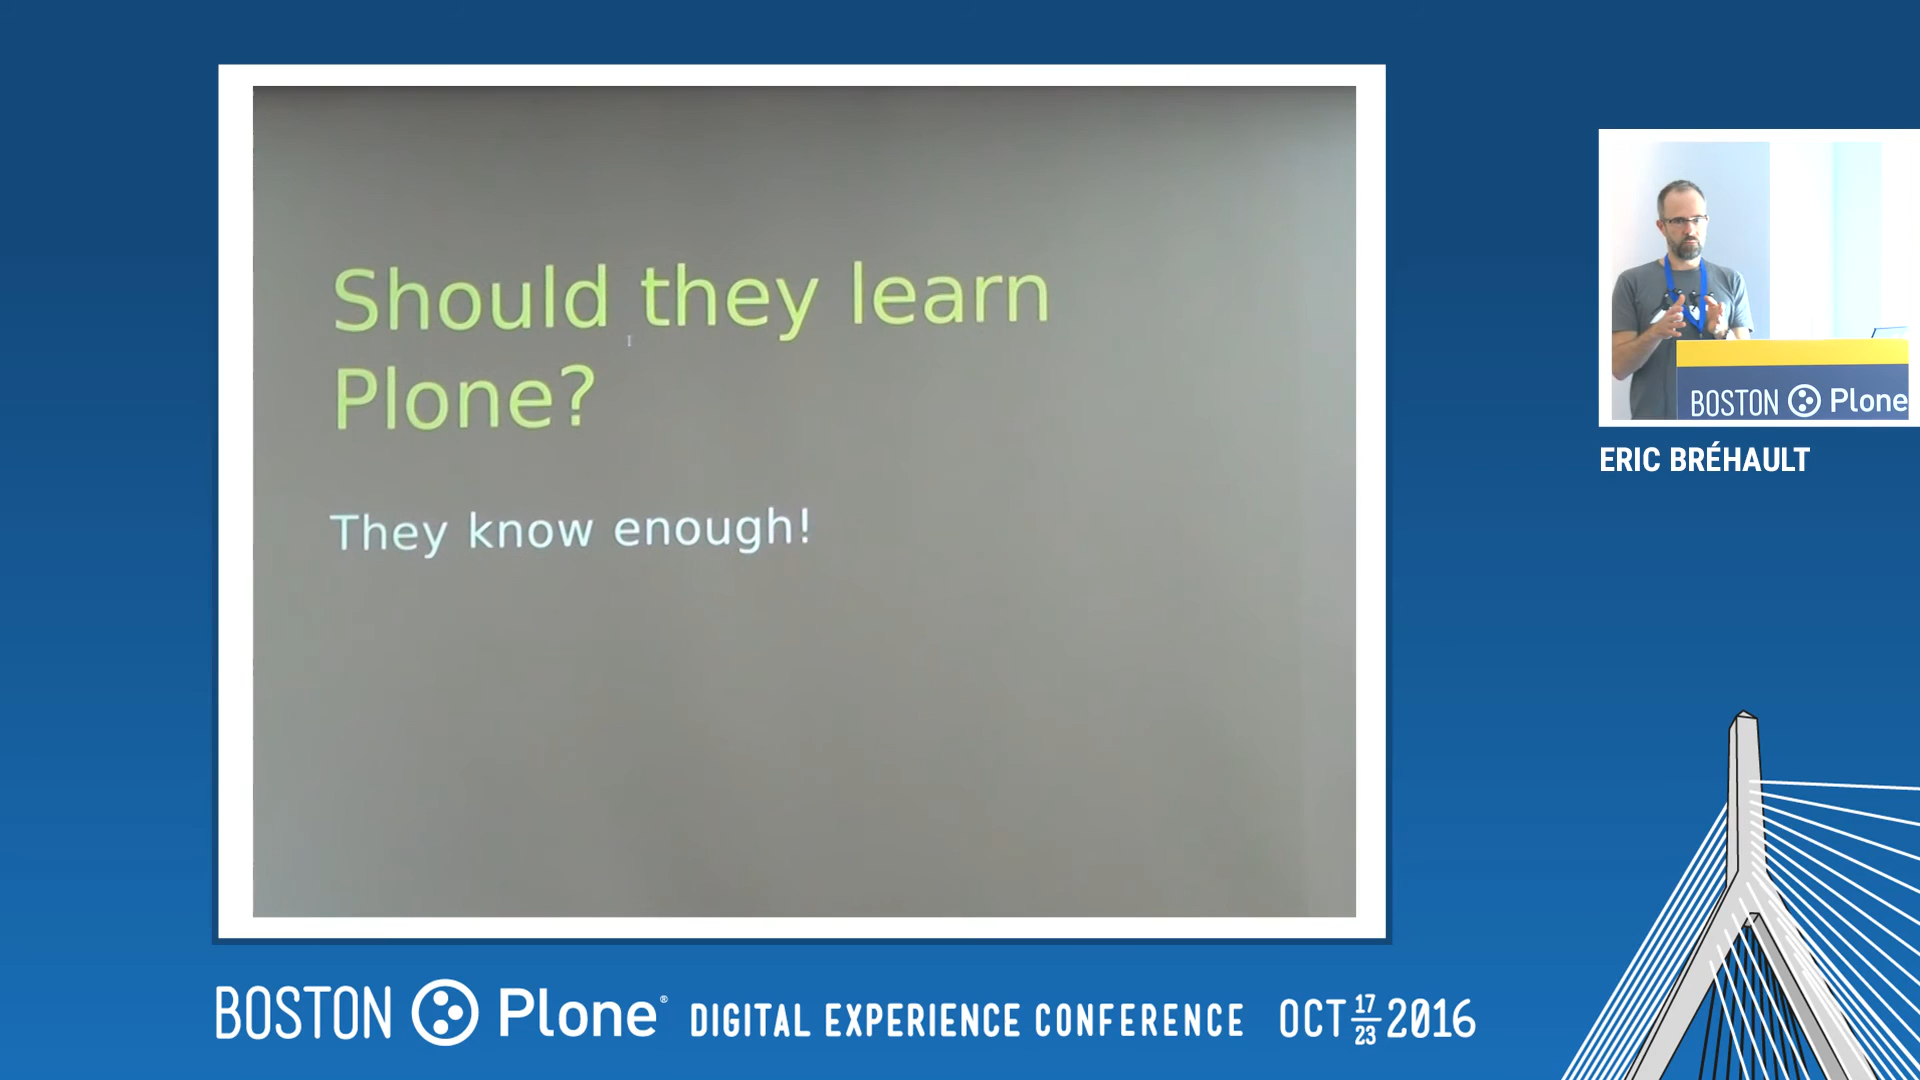 Should they learn
Plone?
They know enough!
BOSTON Plone
ERIC BRÉHAULT
BOSTON Plone® DIGITAL EXPERIENCE CONFERENCE OCT 17 23 2016